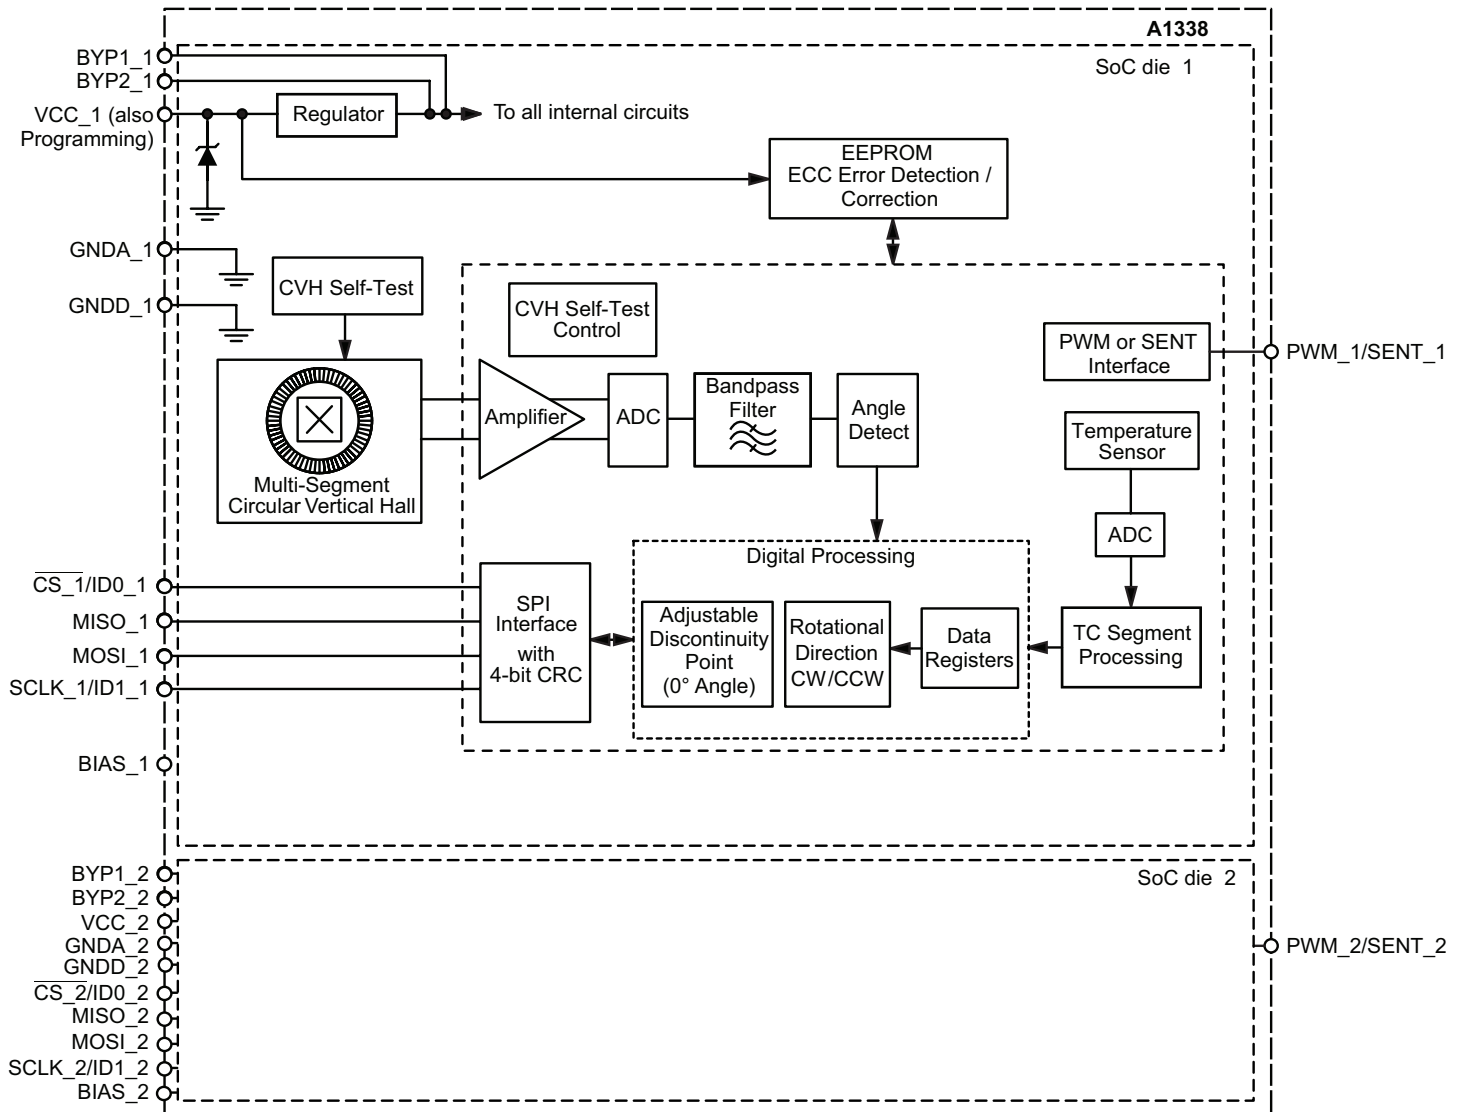 A1338
SoC die 1
BYP1_1
BYP2_1
VCC_1 (also
Programming)
Regulator
To all internal circuits
EEPROM
ECC Error Detection /
Correction
GNDA_1
GNDD_1
CVH Self-Test
CVH Self-Test
Control
PWM or SENT
Interface
PWM_1/SENT_1
Multi-Segment
Circular Vertical Hall
Amplifier
ADC
Bandpass
Filter
Angle
Detect
Temperature
Sensor
ADC
Digital Processing
CS_1/ID0_1
MISO_1
MOSI_1
SCLK_1/ID1_1
SPI
Interface
with
4-bit CRC
Adjustable
Discontinuity
Point
(0° Angle)
Rotational
Direction
CW/CCW
Data
Registers
TC Segment
Processing
BIAS_1
SoC die 2
BYP1_2
BYP2_2
VCC_2
GNDA_2
GNDD_2
CS_2/ID0_2
MISO_2
MOSI_2
SCLK_2/ID1_2
BIAS_2
PWM_2/SENT_2